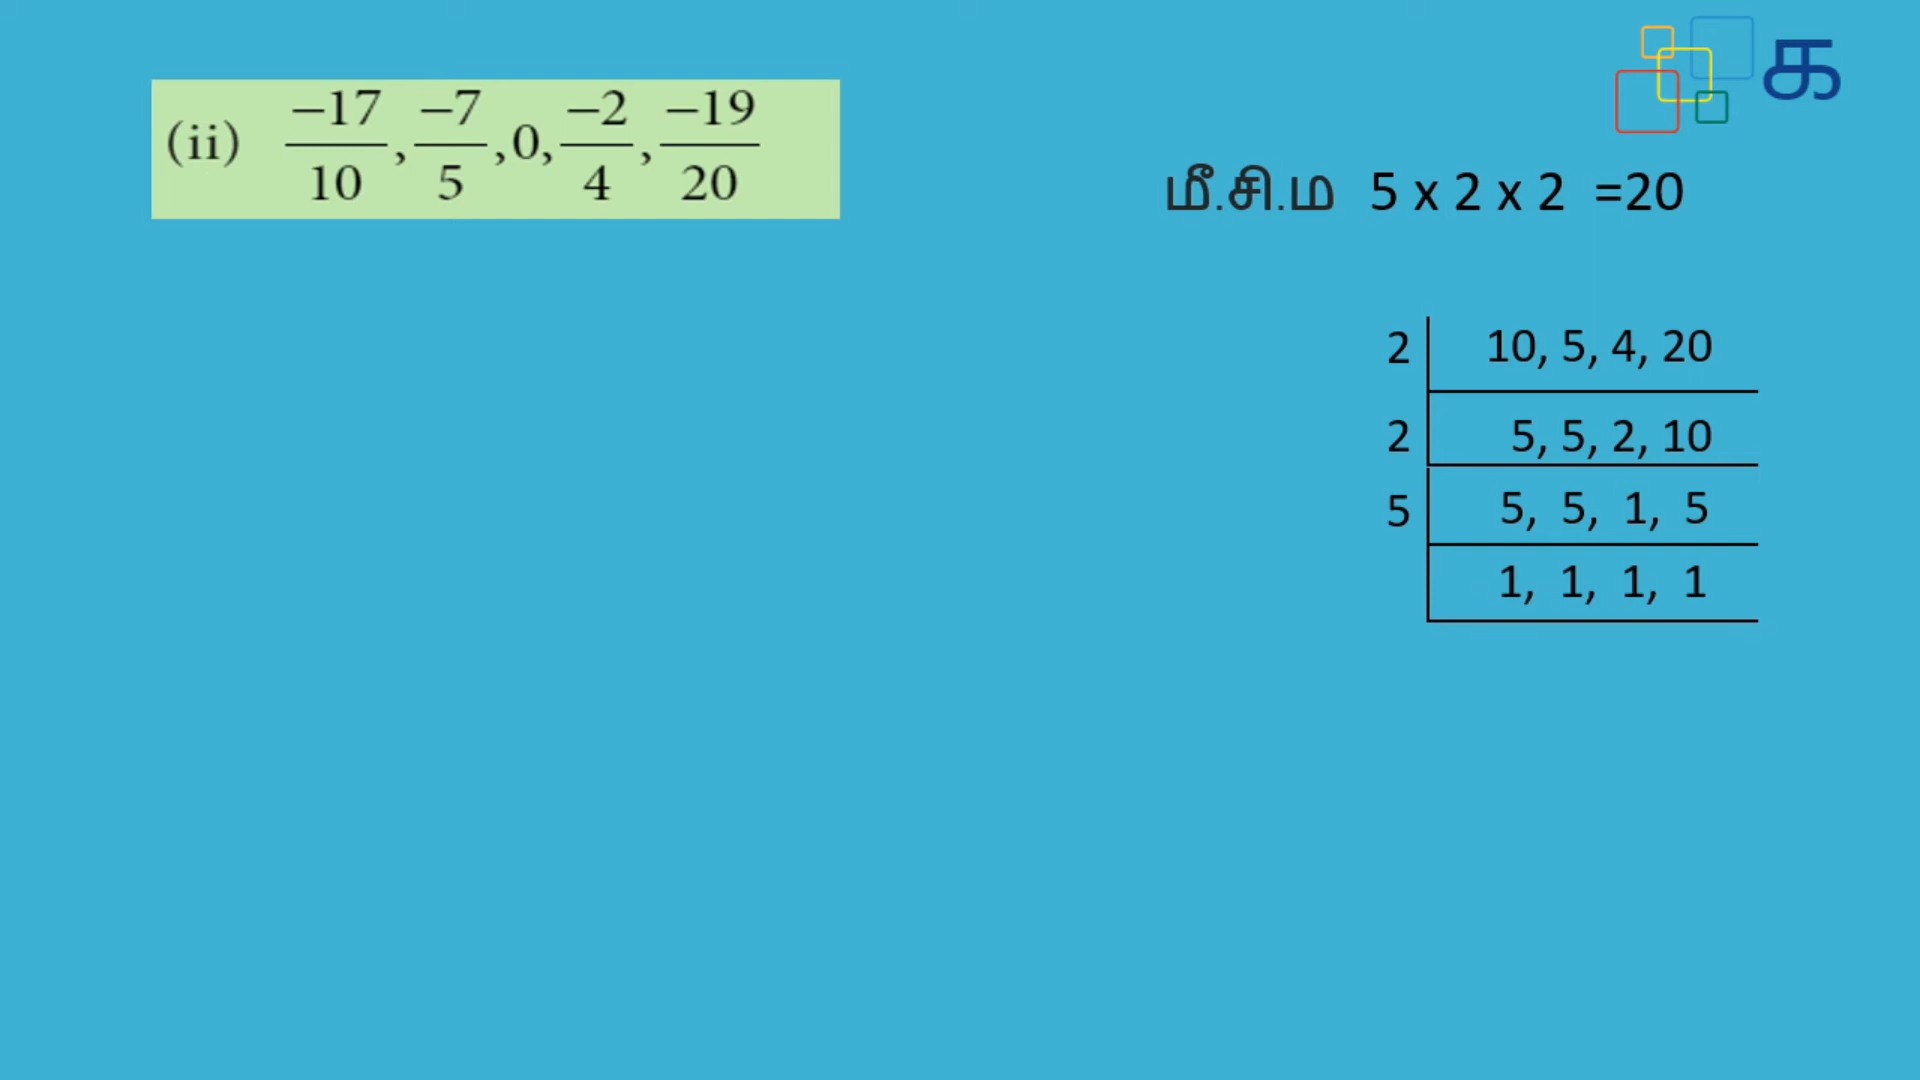 க
(ii) −17/10, −7/5, 0, −2/4, −19/20
மீ.சி.ம 5 x 2 x 2 =20
2 10, 5, 4, 20
2 5, 5, 2, 10
5 5, 5, 1, 5
1, 1, 1, 1